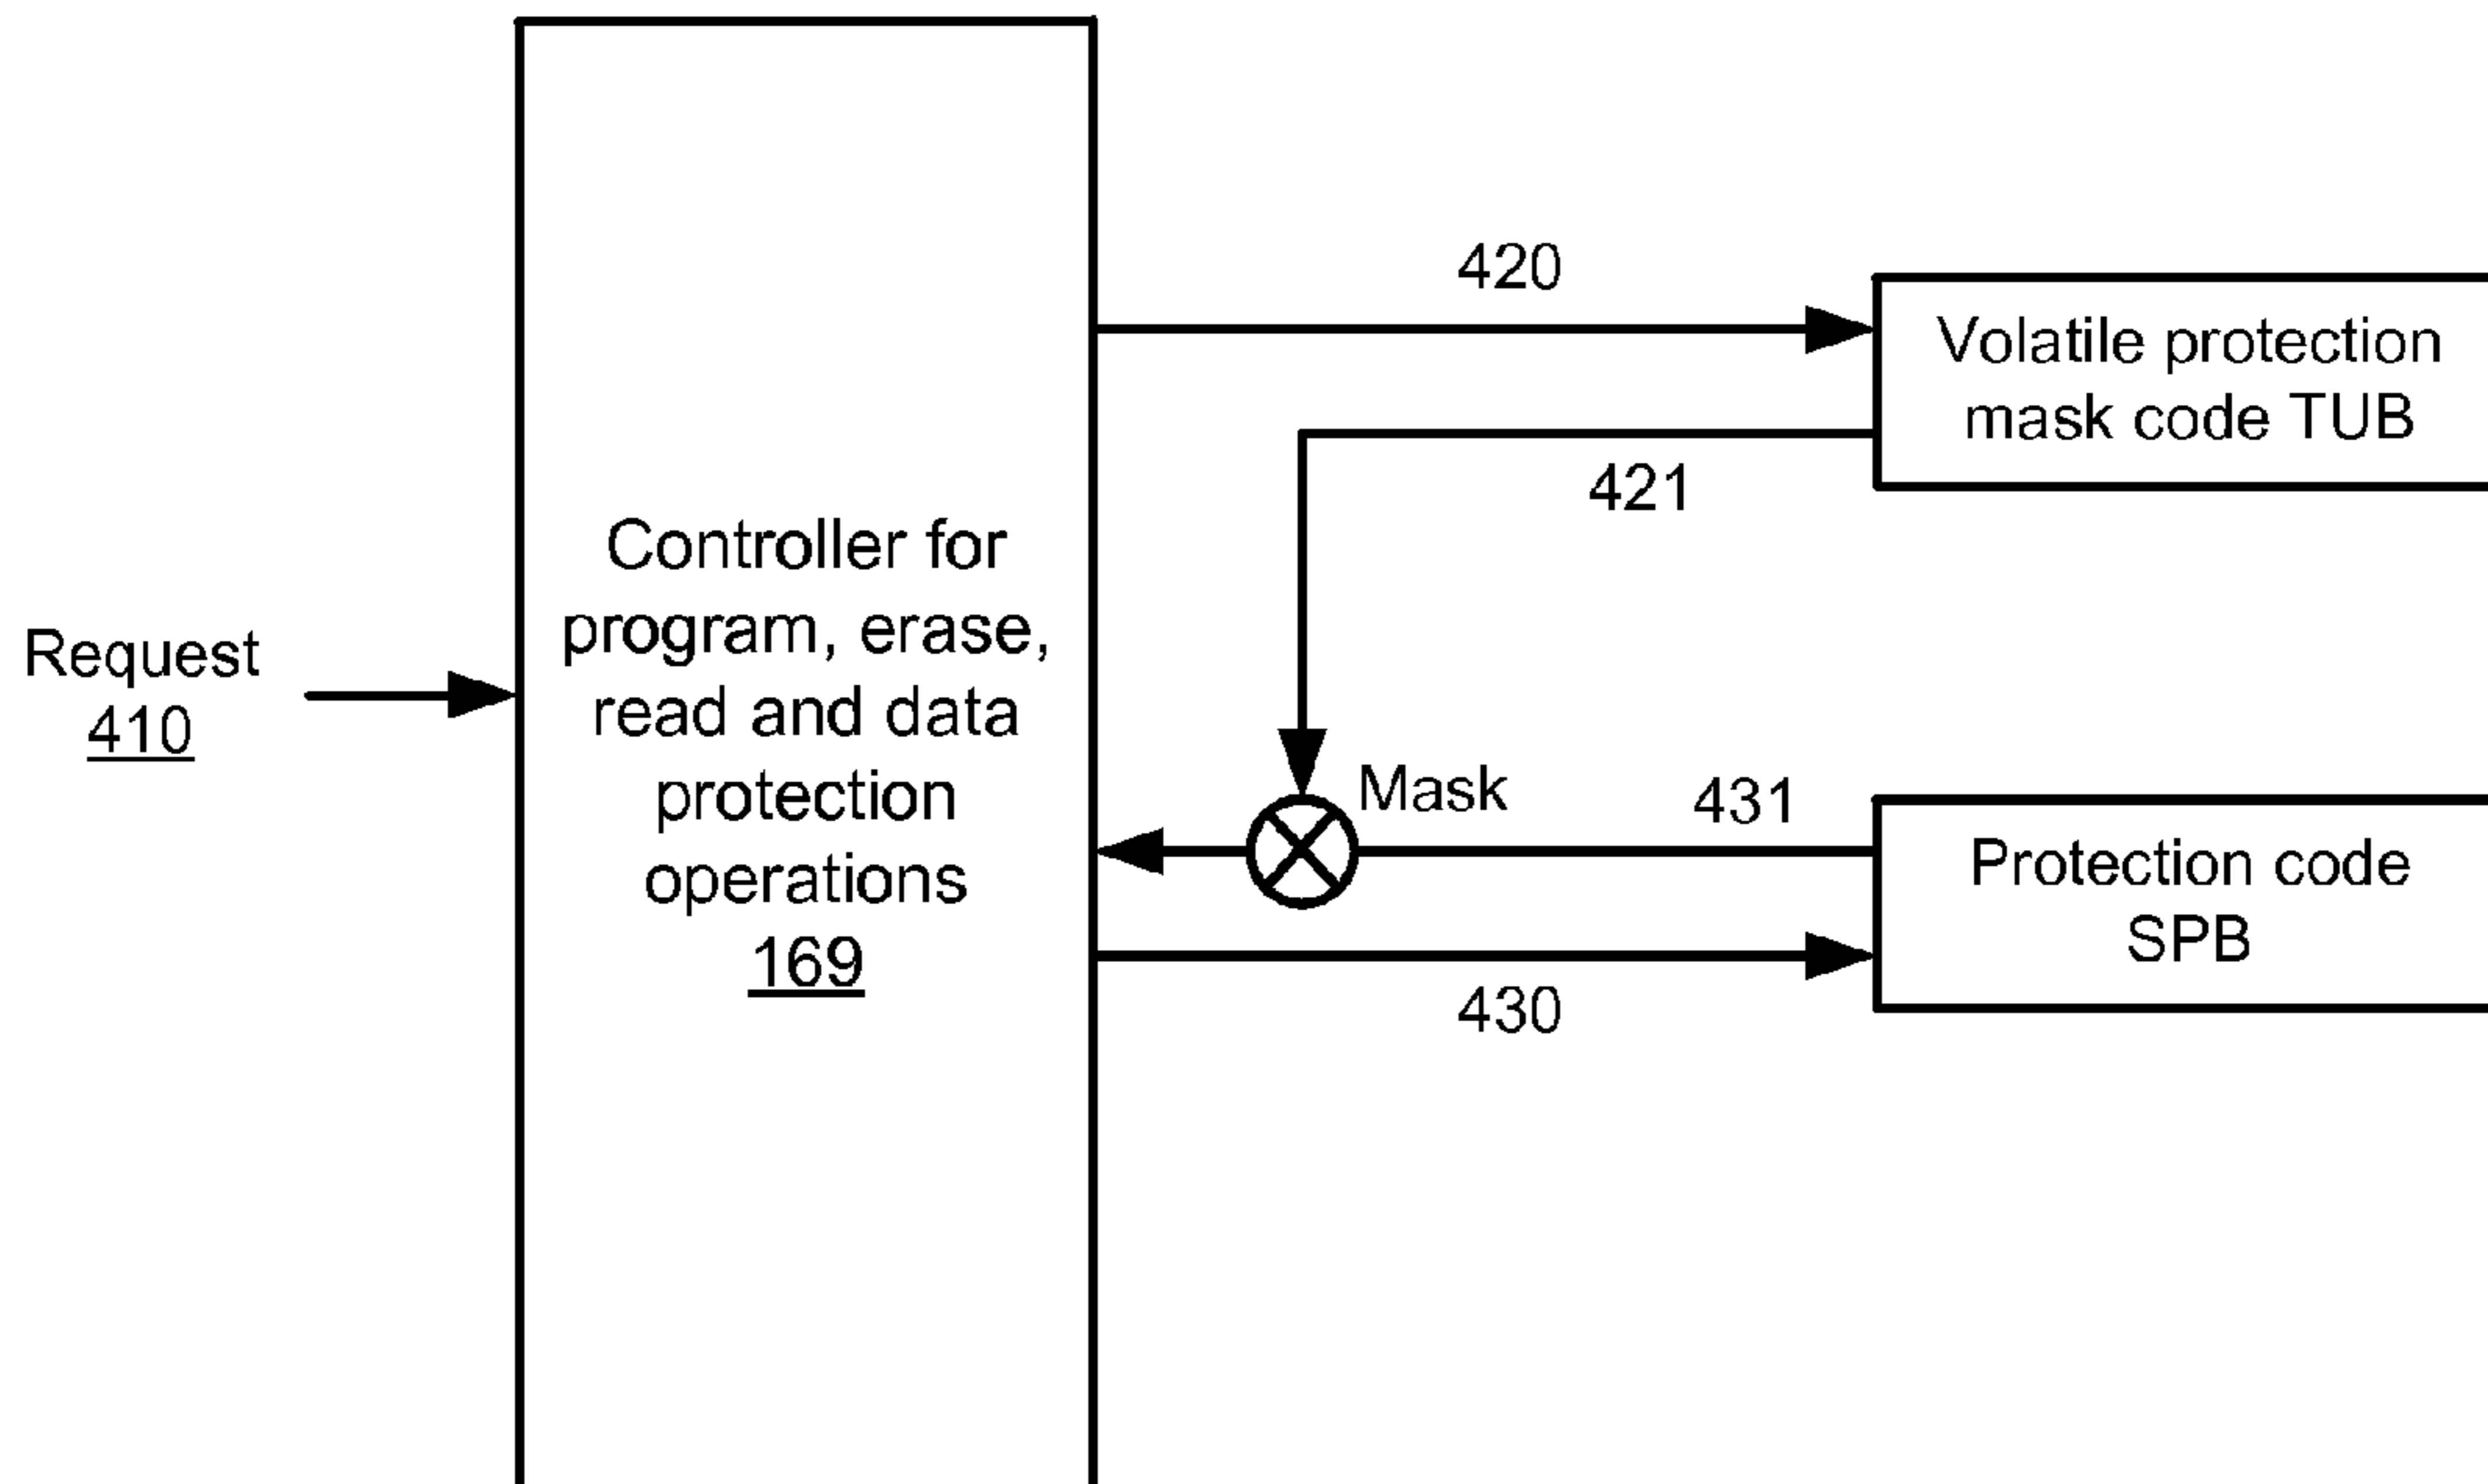 Request
410
Controller for
program, erase,
read and data
protection
operations
169
420
Volatile protection
mask code TUB
421
Mask
431
Protection code
SPB
430